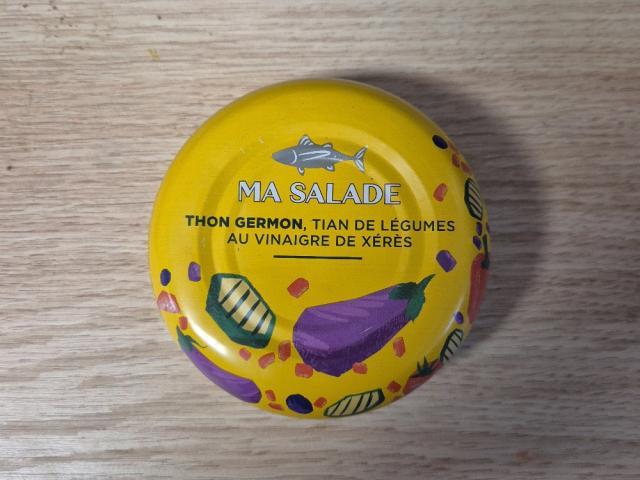 MA SALADE
THON GERMON, TIAN DE LÉGUMES
AU VINAIGRE DE XÉRÈS